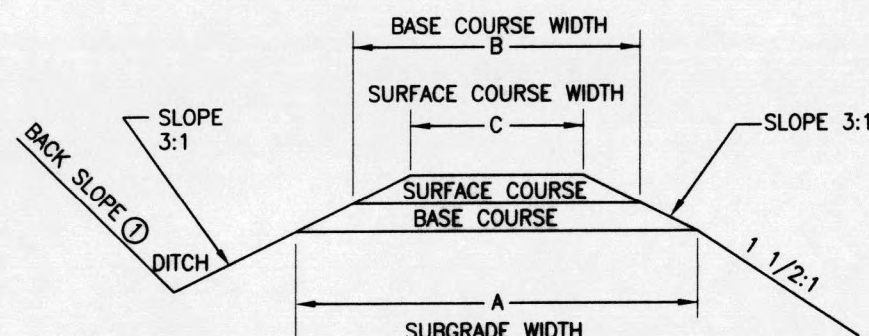 BASE COURSE WIDTH
B
SURFACE COURSE WIDTH
C
SLOPE
3:1
SLOPE 3:1
BACK SLOPE ①
SURFACE COURSE
BASE COURSE
DITCH
1 1/2:1
A
SUBGRADE WIDTH